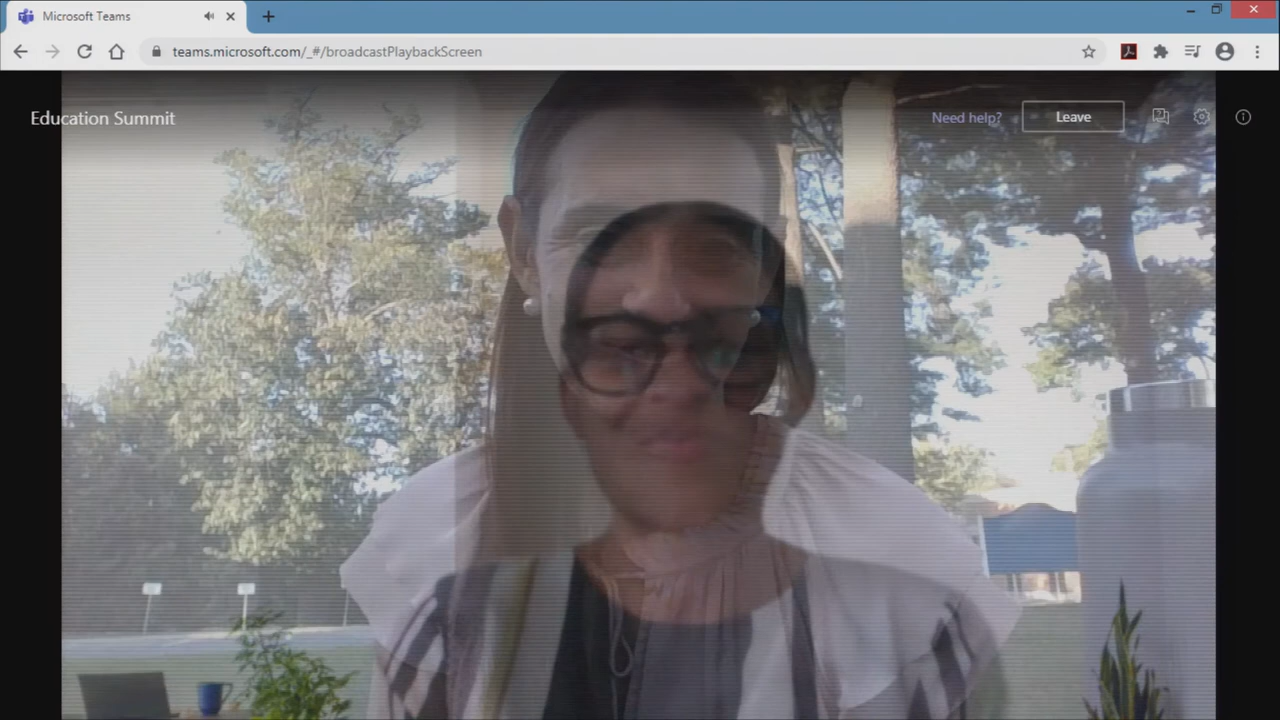 Microsoft Teams
teams.microsoft.com/_#/broadcastPlaybackScreen
Education Summit
Need help?
Leave